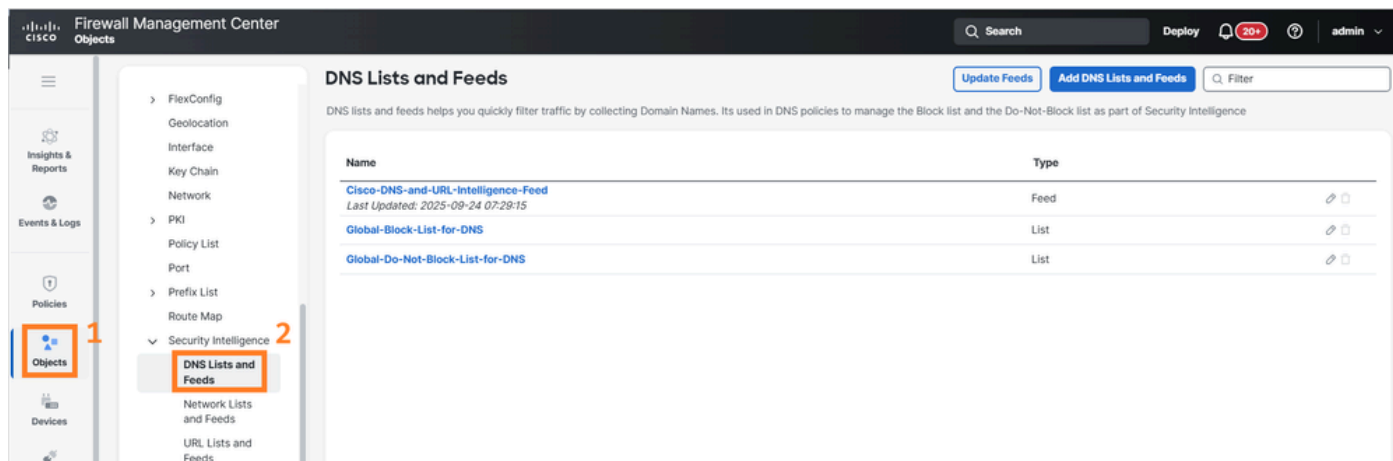 Firewall Management Center
CISCO
Objects
Search
Deploy
20+
admin
Insights &
Reports
Events & Logs
Policies
Objects
1
Devices
FlexConfig
Geolocation
Interface
Key Chain
Network
PKI
Policy List
Port
Prefix List
Route Map
Security Intelligence
2
DNS Lists and
Feeds
Network Lists
and Feeds
URL Lists and
Feeds
DNS Lists and Feeds
Update Feeds
Add DNS Lists and Feeds
Filter
DNS lists and feeds helps you quickly filter traffic by collecting Domain Names. Its used in DNS policies to manage the Block list and the Do-Not-Block list as part of Security Intelligence
Name Type
Cisco-DNS-and-URL-Intelligence-Feed Feed
Last Updated: 2025-09-24 07:29:15
Global-Block-List-for-DNS List
Global-Do-Not-Block-List-for-DNS List